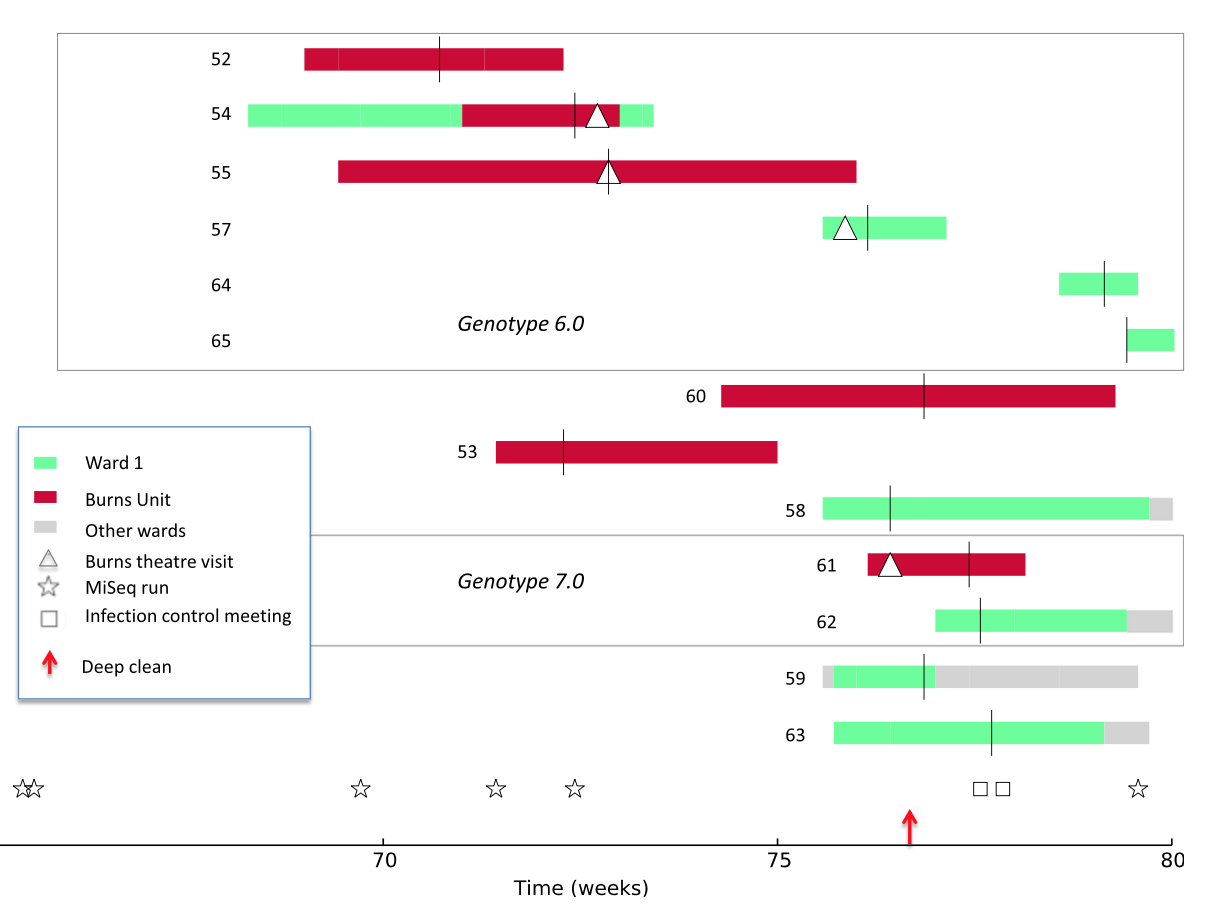 52
54
55
57
64
Genotype 6.0
65
60
53
58
61
Genotype 7.0
62
59
63
Ward 1
Burns Unit
Other wards
Burns theatre visit
MiSeq run
Infection control meeting
Deep clean
70 75 80
Time (weeks)